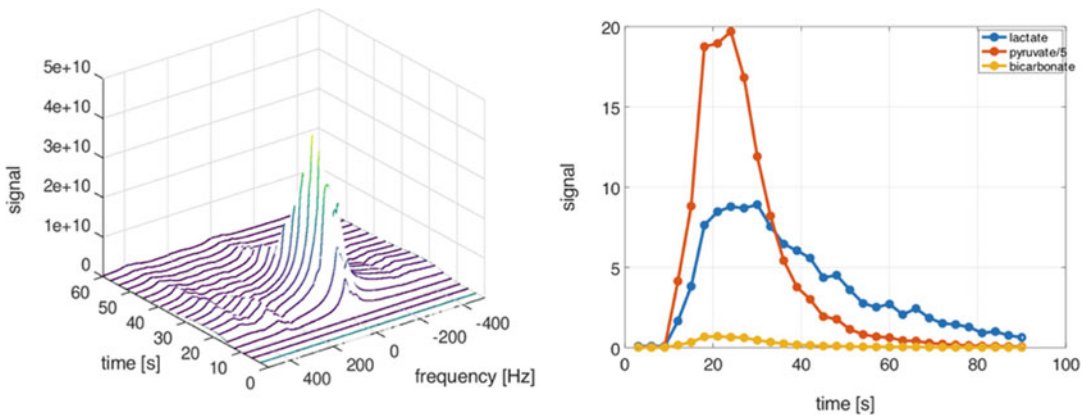 5e+10
4e+10
3e+10
2e+10
1e+10
0
signal
60
50
40
30
20
10
0
time [s]
400
200
0
-200
-400
frequency [Hz]
20
15
10
5
0
signal
0
20
40
60
80
100
time [s]
lactate
pyruvate/5
bicarbonate